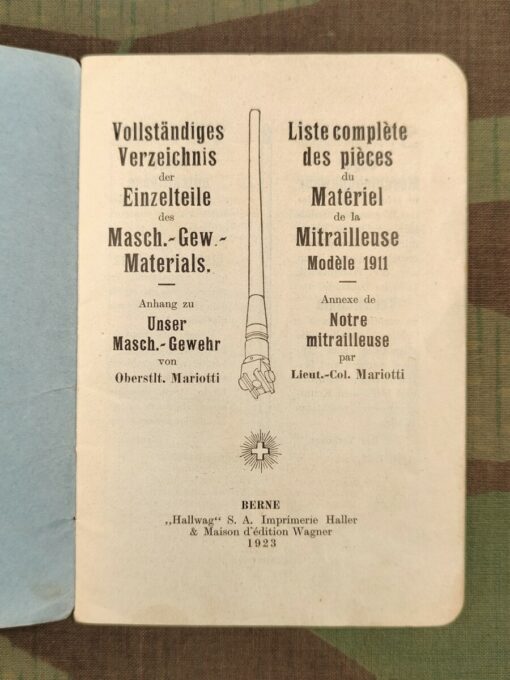 Vollständiges
Verzeichnis
der
Einzelteile
des
Masch.-Gew.-
Materials.
Anhang zu
Unser
Masch.-Gewehr
von
Oberstlt. Mariotti
Liste complète
des pièces
du
Matériel
de la
Mitrailleuse
Modèle 1911
Annexe de
Notre
mitrailleuse
par
Lieut.-Col. Mariotti
BERNE
„Hallwag“ S. A. Imprimerie Haller
& Maison d'édition Wagner
1923